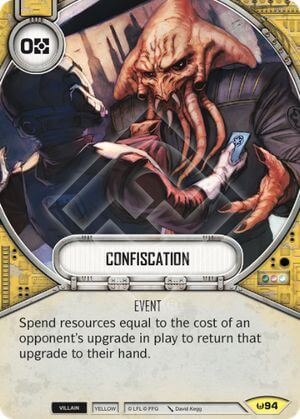 0
CONFISCATION
EVENT
Spend resources equal to the cost of an
opponent's upgrade in play to return that
upgrade to their hand.
VILLAIN YELLOW © LFL © FFG David Kegg 94